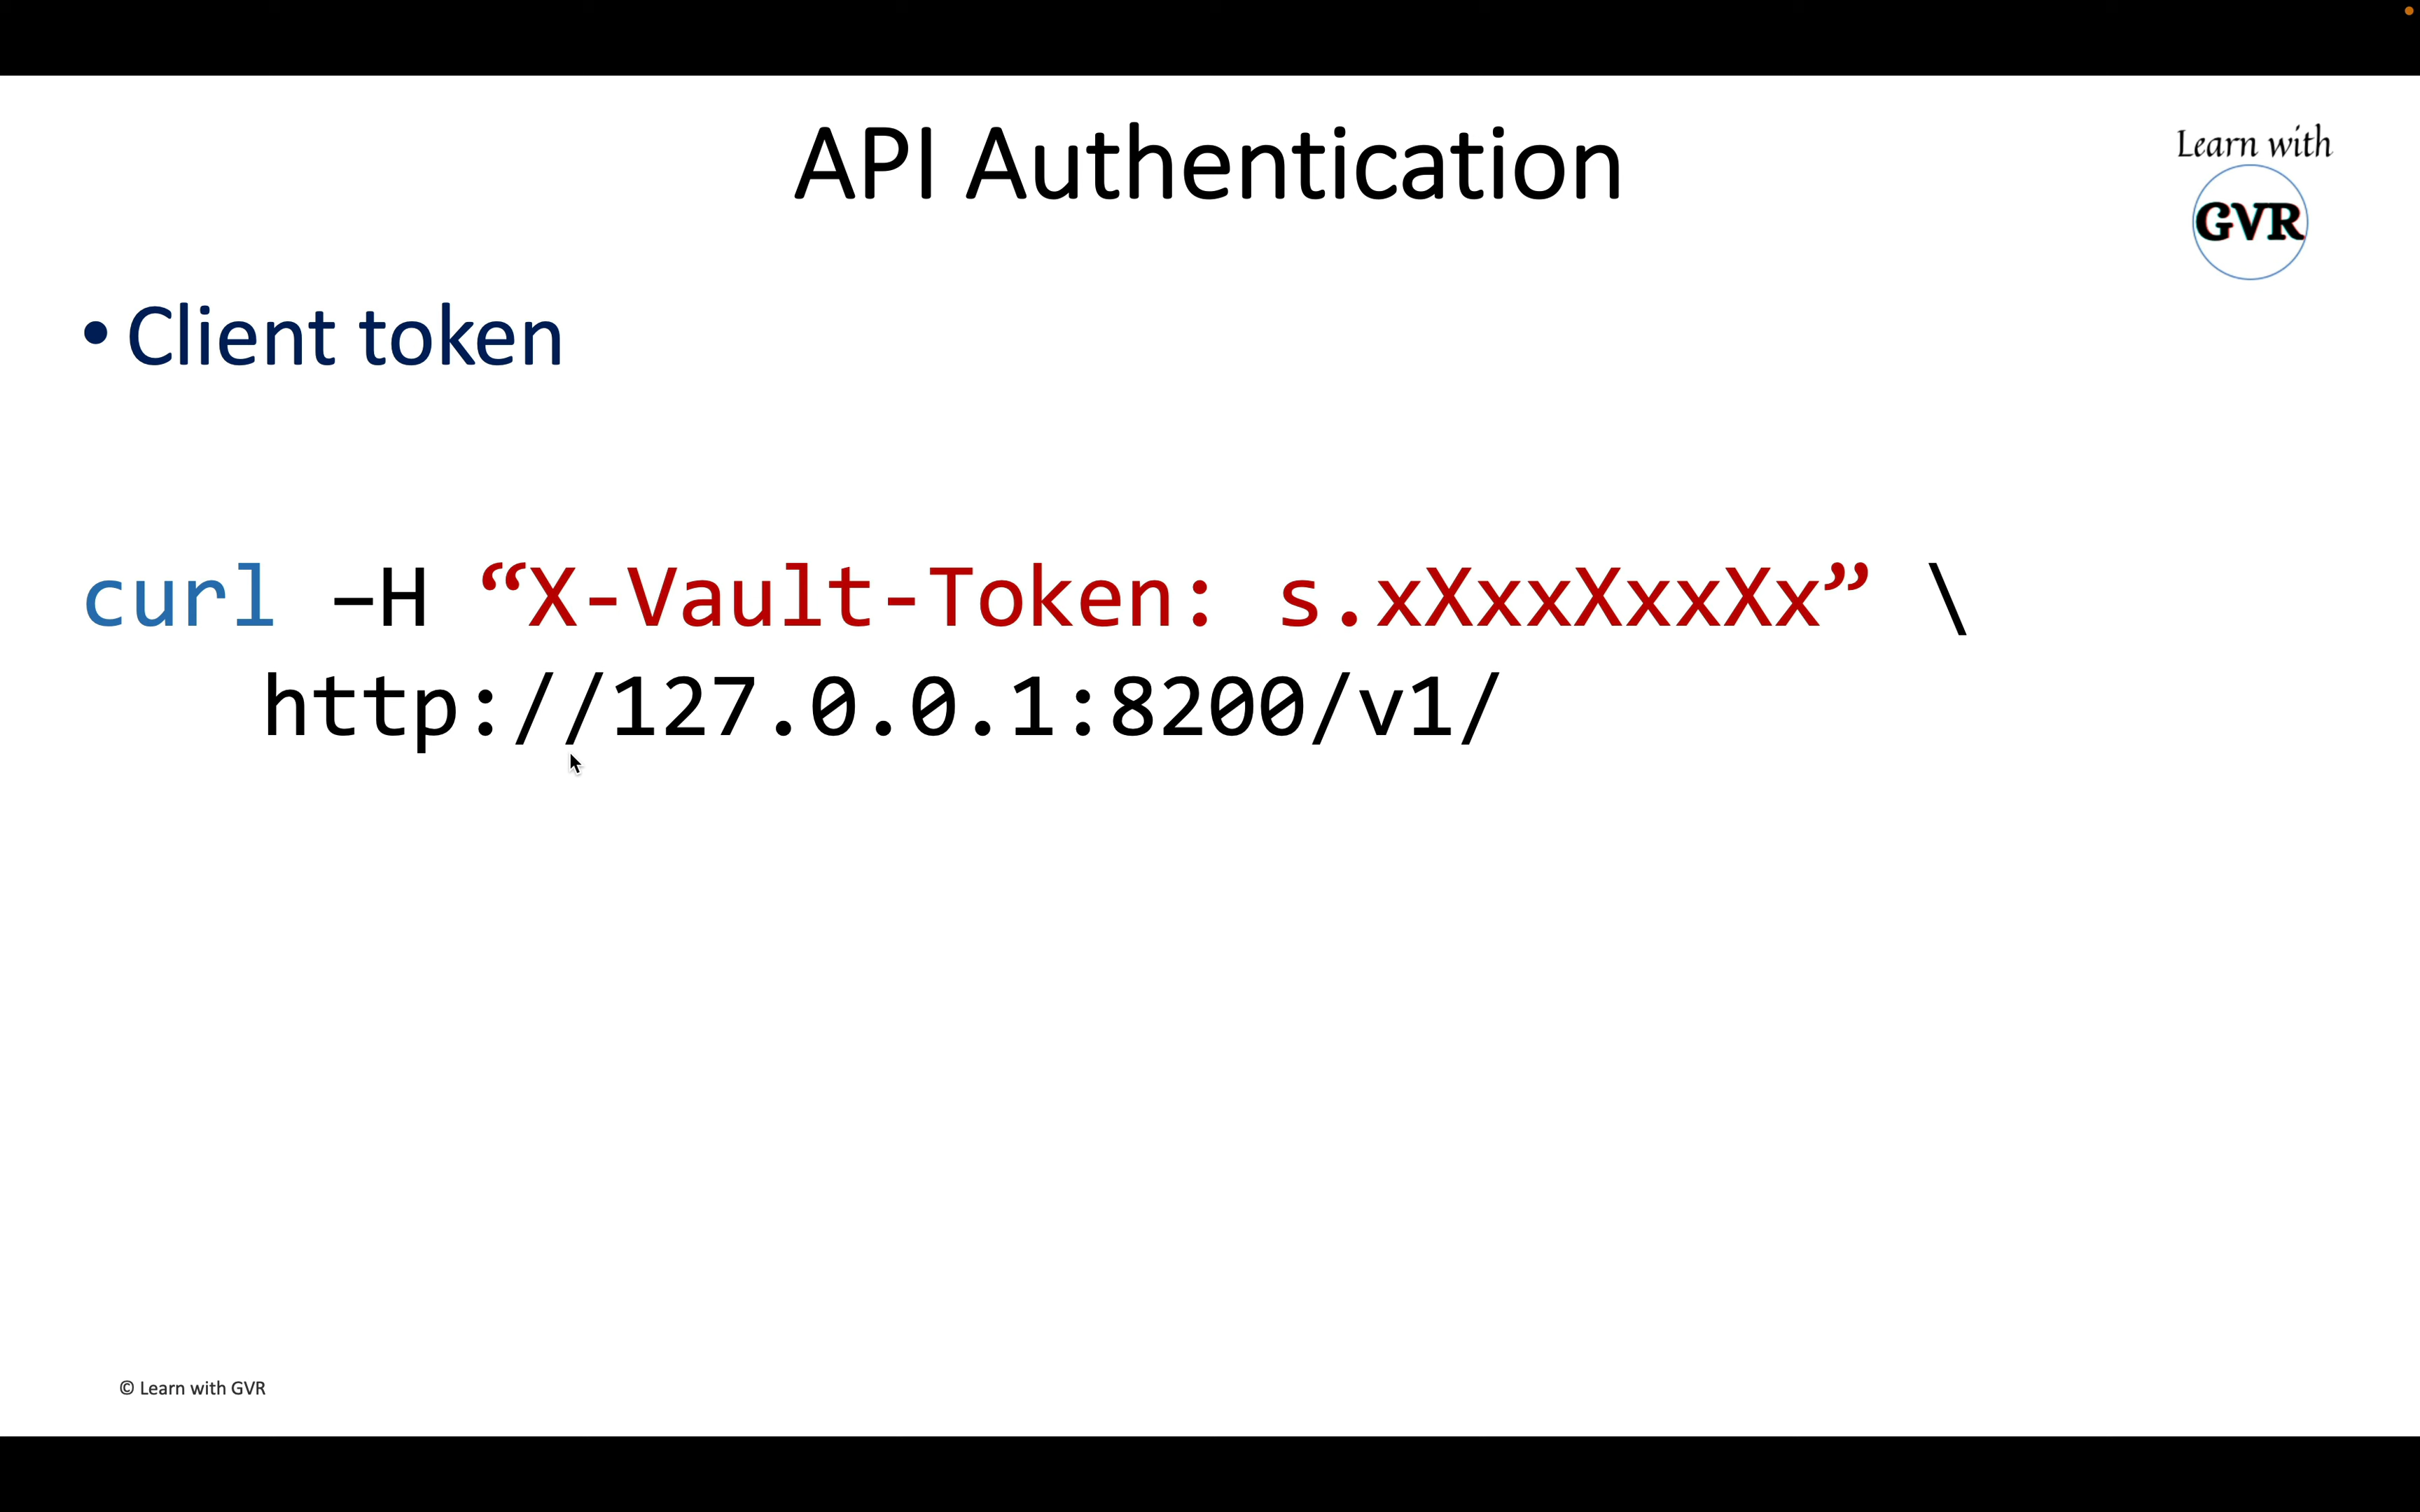 API Authentication
Learn with
GVR
• Client token
curl –H “X-Vault-Token: s.xXxxXxxXx” \
http://127.0.0.1:8200/v1/
© Learn with GVR